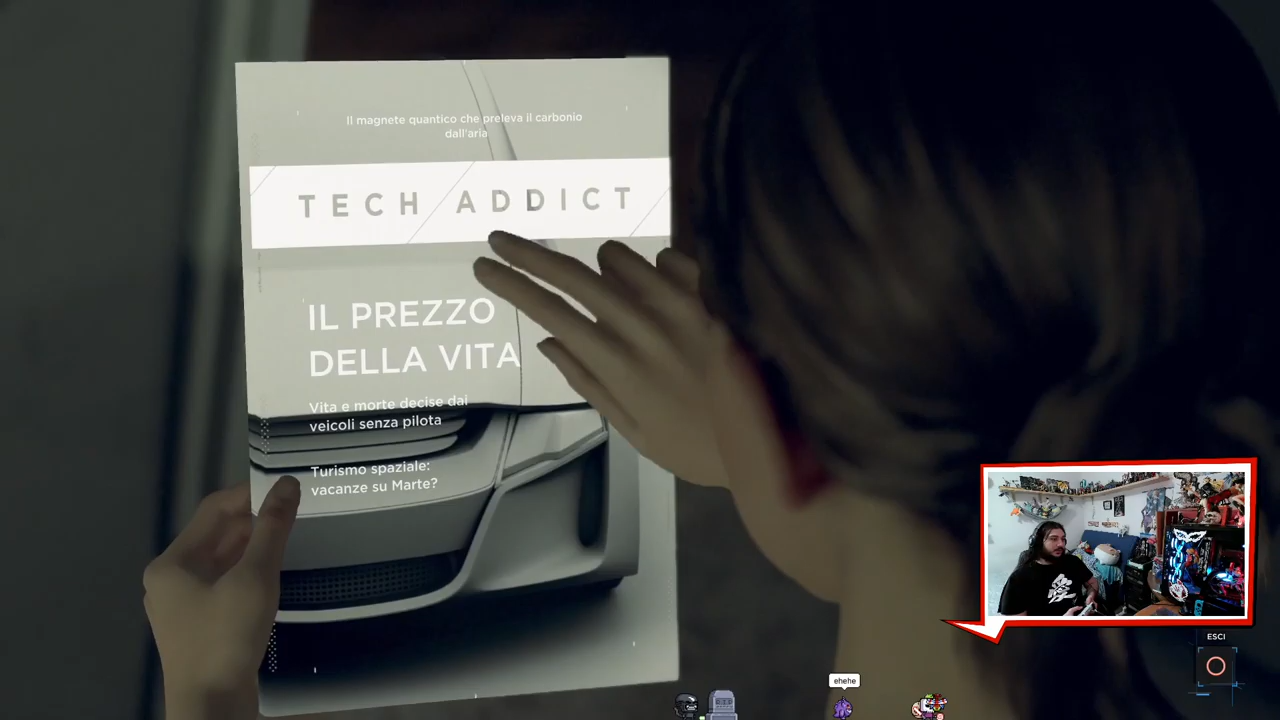 Il magnete quantico che preleva il carbonio
dall'aria
TECH ADDICT
IL PREZZO
DELLA VITA
Vita e morte decise dai
veicoli senza pilota
Turismo spaziale:
vacanze su Marte?
ESCI
ehehe